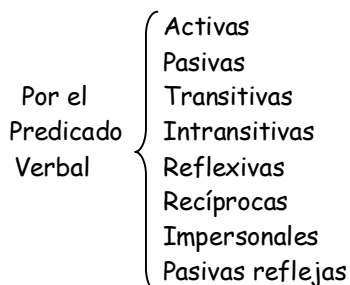 Por el
Predicado
Verbal
Activas
Pasivas
Transitivas
Intransitivas
Reflexivas
Recíprocas
Impersonales
Pasivas reflejas